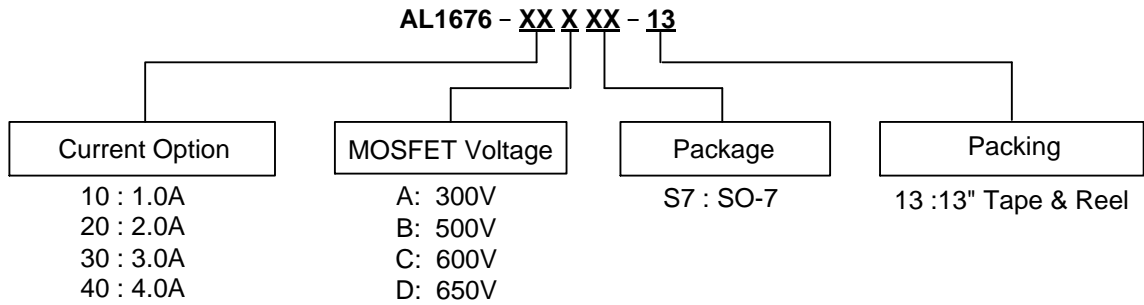 AL1676 – XX X XX – 13
Current Option
10 : 1.0A
20 : 2.0A
30 : 3.0A
40 : 4.0A
MOSFET Voltage
A: 300V
B: 500V
C: 600V
D: 650V
Package
S7 : SO-7
Packing
13 :13" Tape & Reel